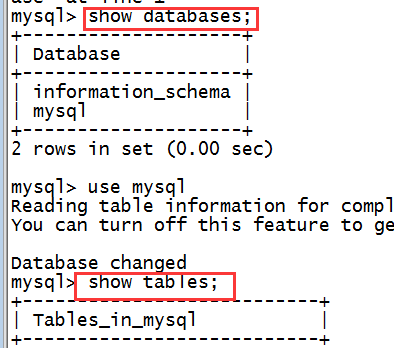 mysql> show databases;
+--------------------+
| Database           |
+--------------------+
| information_schema |
| mysql              |
+--------------------+
2 rows in set (0.00 sec)
mysql> use mysql
Reading table information for compl
You can turn off this feature to ge
Database changed
mysql> show tables;
+---------------------------+
| Tables_in_mysql           |
+---------------------------+